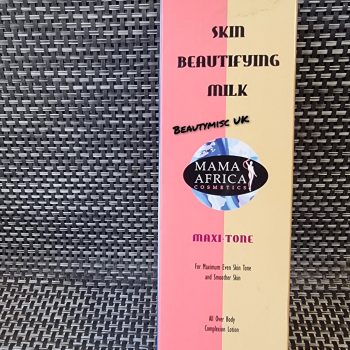 SKIN
BEAUTIFYING
MILK
BEAUTYMISC UK
MAMA
AFRICA
COSMETICS
MAXI-TONE
For Maximum Even Skin Tone
and Smoother Skin
All Over Body
Complexion Lotion